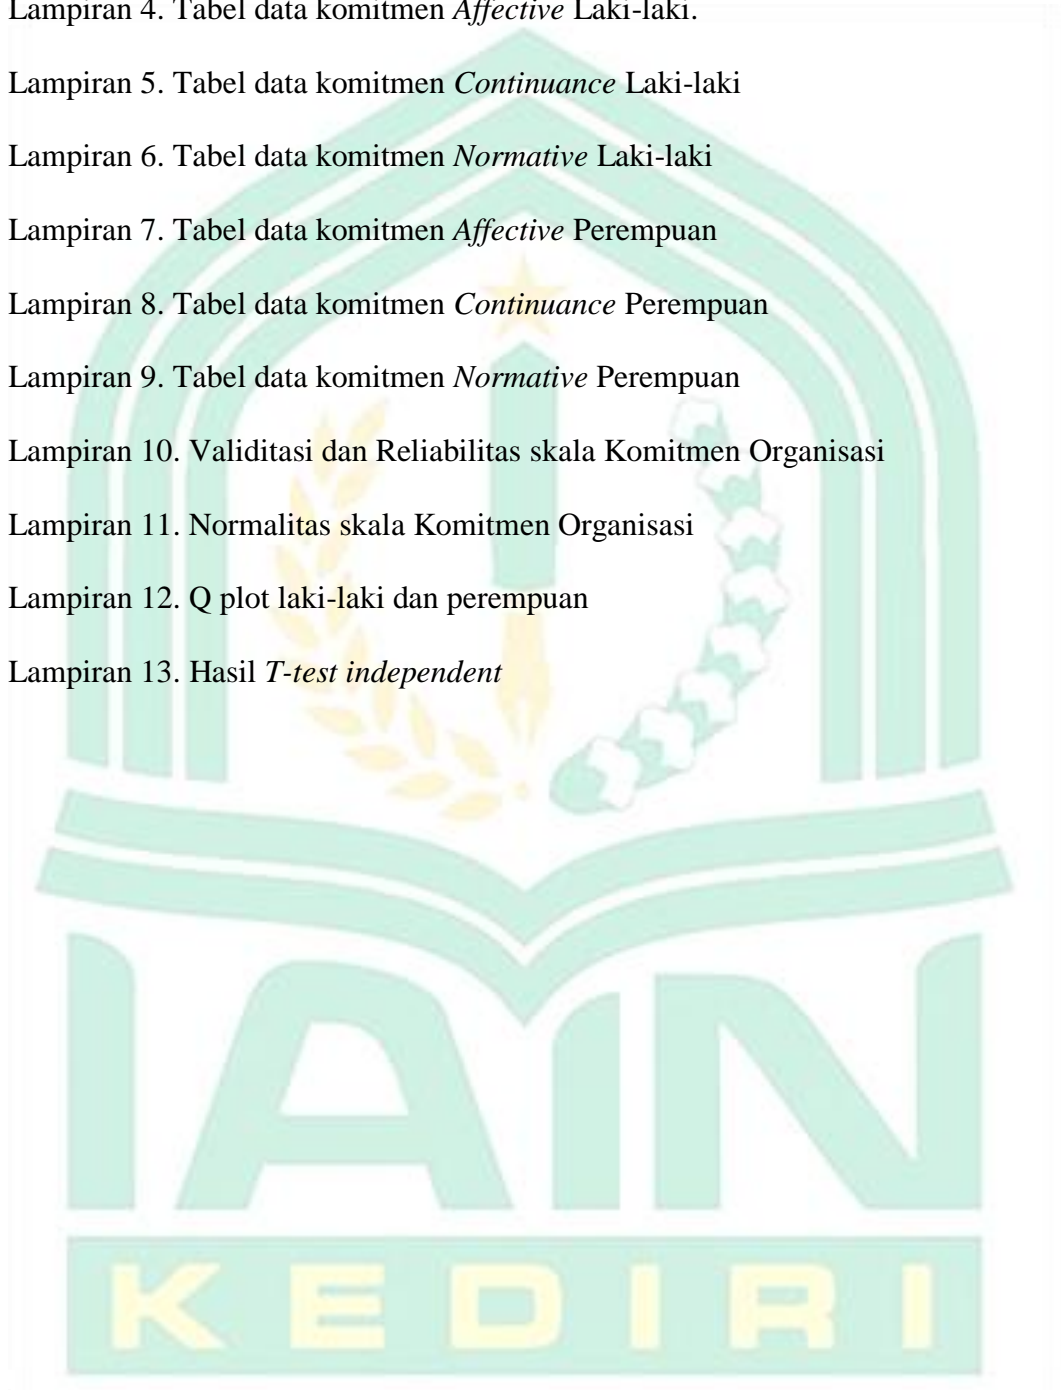 Lampiran 4. Tabel data komitmen Affective Laki-laki.
Lampiran 5. Tabel data komitmen Continuance Laki-laki
Lampiran 6. Tabel data komitmen Normative Laki-laki
Lampiran 7. Tabel data komitmen Affective Perempuan
Lampiran 8. Tabel data komitmen Continuance Perempuan
Lampiran 9. Tabel data komitmen Normative Perempuan
Lampiran 10. Validitasi dan Reliabilitas skala Komitmen Organisasi
Lampiran 11. Normalitas skala Komitmen Organisasi
Lampiran 12. Q plot laki-laki dan perempuan
Lampiran 13. Hasil T-test independent
IAIN
KEDIRI